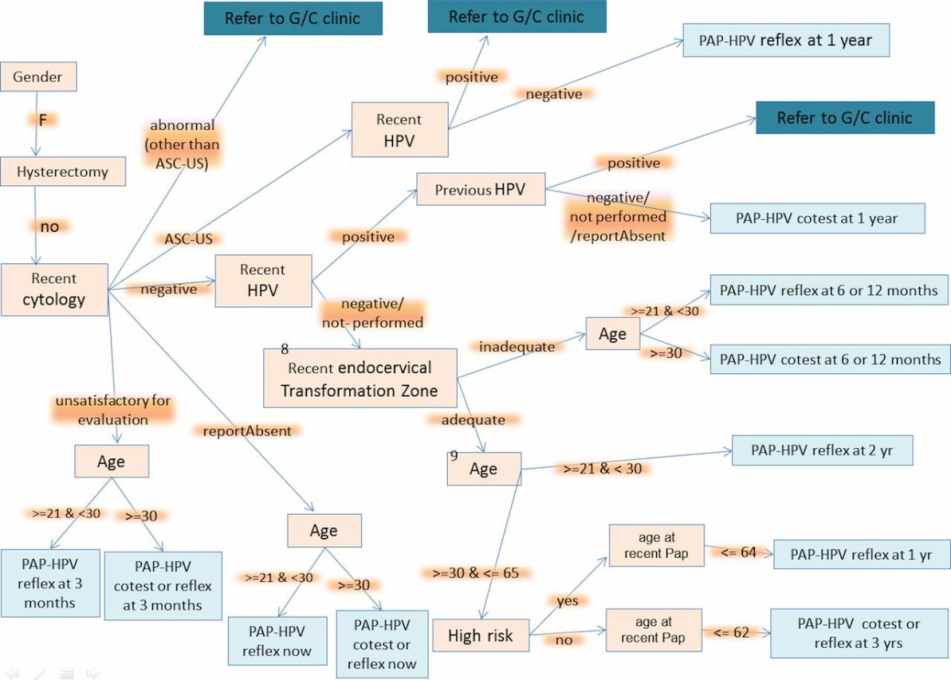 Refer to G/C clinic
Refer to G/C clinic
PAP-HPV reflex at 1 year
Gender
positive
negative
F
abnormal
(other than
ASC-US)
Recent
HPV
Refer to G/C clinic
Hysterectomy
positive
Previous HPV
negative/
not performed
/reportAbsent
PAP-HPV cotest at 1 year
no
ASC-US
positive
Recent
cytology
negative
Recent
HPV
negative/
not- performed
PAP-HPV reflex at 6 or 12 months
>=21 & <30
Age
>=30
PAP-HPV cotest at 6 or 12 months
inadequate
8
Recent endocervical
Transformation Zone
unsatisfactory for
evaluation
reportAbsent
adequate
Age
9
Age
>=21 & < 30
PAP-HPV reflex at 2 yr
>=21 & <30
>=30
Age
PAP-HPV
reflex at 3
months
PAP-HPV
cotest or reflex
at 3 months
>=21 & <30
>=30
>=30 & <= 65
age at
recent Pap
<= 64
PAP-HPV reflex at 1 yr
yes
PAP-HPV
reflex now
PAP-HPV
cotest or
reflex now
High risk
no
age at
recent Pap
<= 62
PAP-HPV cotest or
reflex at 3 yrs